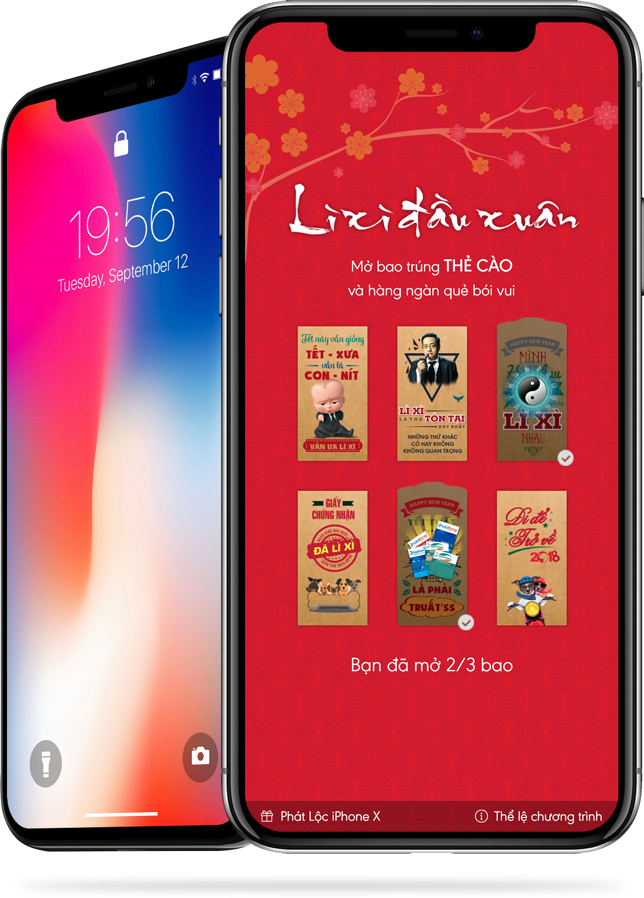 19:56
Tuesday, September 12
Lì xì đầu xuân
Mở bao trúng THẺ CÀO
và hàng ngàn quẻ bói vui
Tết này vẫn giống
TẾT - XƯA
vẫn là
CON - NÍT
VẪN ƯA LÌ XÌ
LÌ XÌ
LÀ THỨ TỒN TẠI
DUY NHẤT
NHỮNG THỨ KHÁC
CÓ HAY KHÔNG
KHÔNG QUAN TRỌNG
HAPPY NEW YEAR
MÌNH
PHẢI
LÌ XÌ
NHAU
GIẤY
CHỨNG NHẬN
ĐÃ LÌ XÌ
HAPPY NEW YEAR
TẾT
LÀ PHẢI
TRUẤT'SS
Đi để
Trở về
2018
Bạn đã mở 2/3 bao
Phát Lộc iPhone X
Thể lệ chương trình